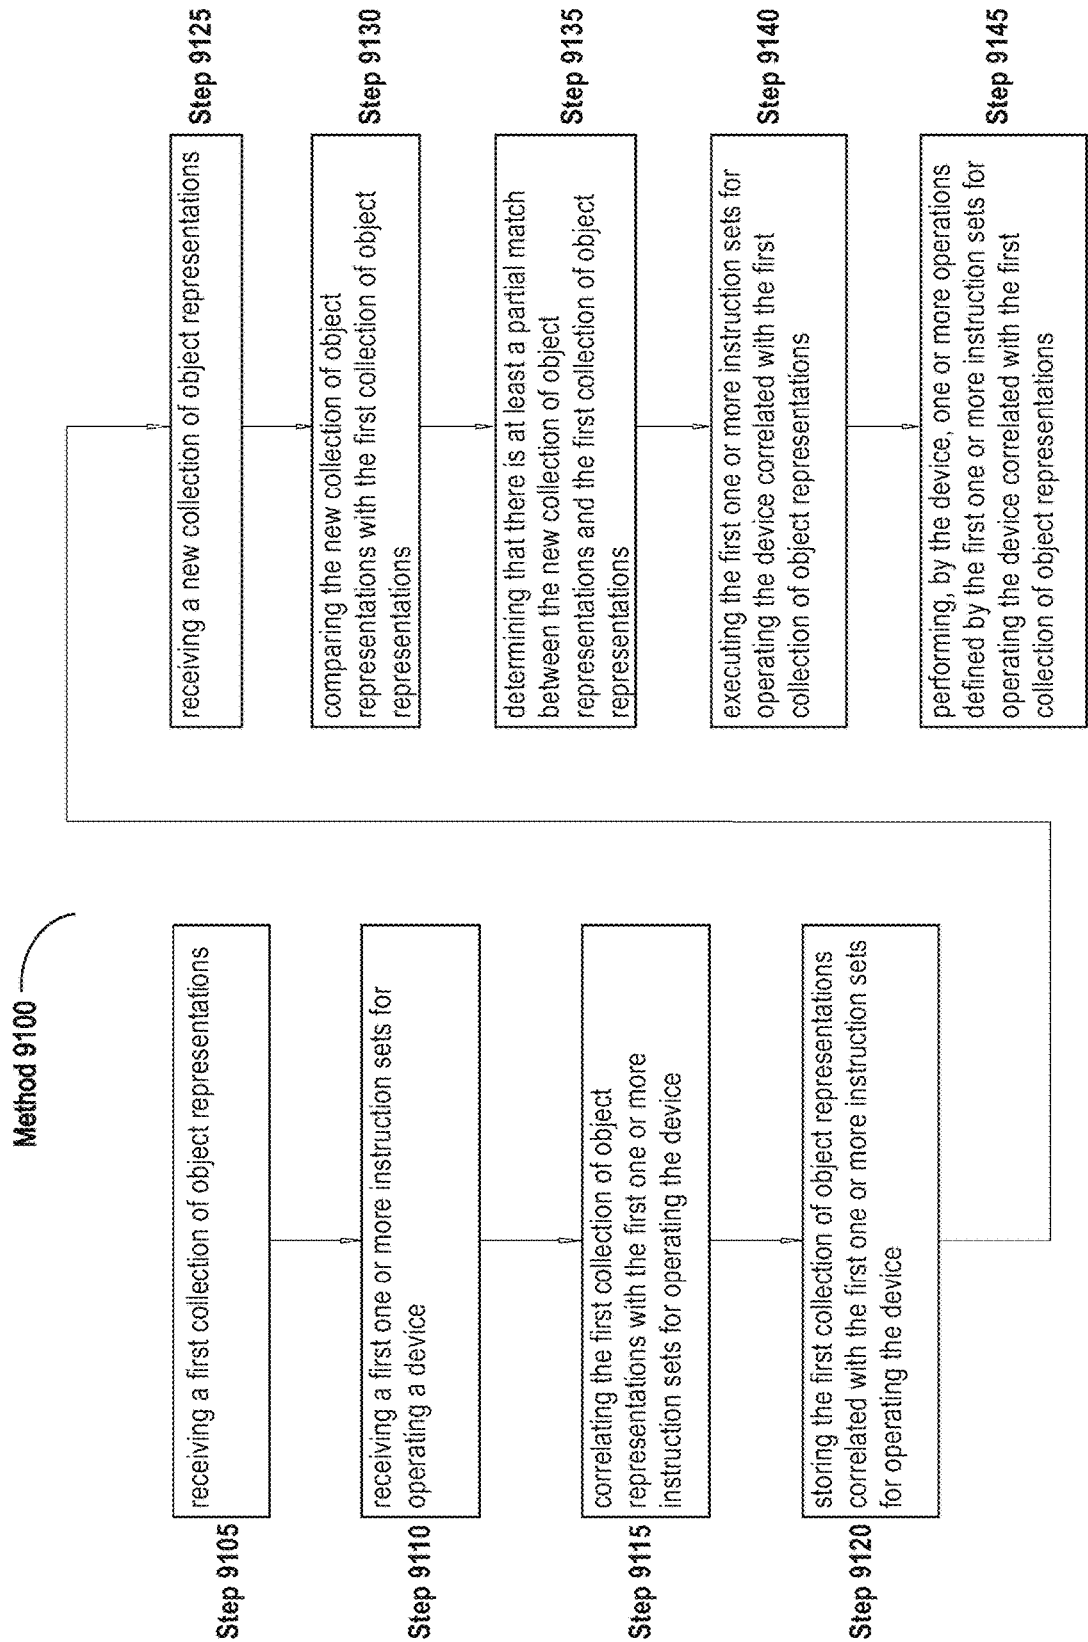 Method 9100
Step 9105
receiving a first collection of object representations
Step 9110
receiving a first one or more instruction sets for
operating a device
Step 9115
correlating the first collection of object
representations with the first one or more
instruction sets for operating the device
Step 9120
storing the first collection of object representations
correlated with the first one or more instruction sets
for operating the device
receiving a new collection of object representations
Step 9125
comparing the new collection of object
representations with the first collection of object
representations
Step 9130
determining that there is at least a partial match
between the new collection of object
representations and the first collection of object
representations
Step 9135
executing the first one or more instruction sets for
operating the device correlated with the first
collection of object representations
Step 9140
performing, by the device, one or more operations
defined by the first one or more instruction sets for
operating the device correlated with the first
collection of object representations
Step 9145